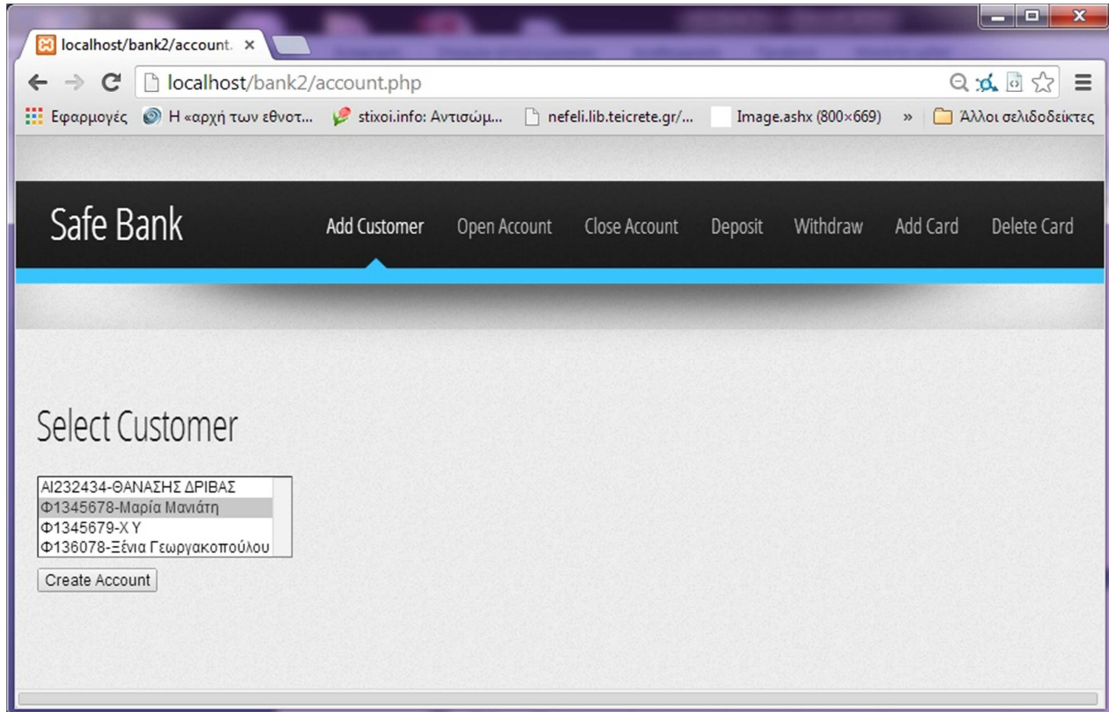 localhost/bank2/account.
localhost/bank2/account.php
Εφαρμογές Η «αρχή των εθνοτ... stixoi.info: Αντισώμ... nefeli.lib.teicrete.gr/... Image.ashx (800×669) » Άλλοι σελιδοδείκτες
Safe Bank Add Customer Open Account Close Account Deposit Withdraw Add Card Delete Card
Select Customer
ΑΙ232434-ΘΑΝΑΣΗΣ ΔΡΙΒΑΣ
Φ1345678-Μαρία Μανιάτη
Φ1345679-Χ Υ
Φ136078-Ξένια Γεωργακοπούλου
Create Account